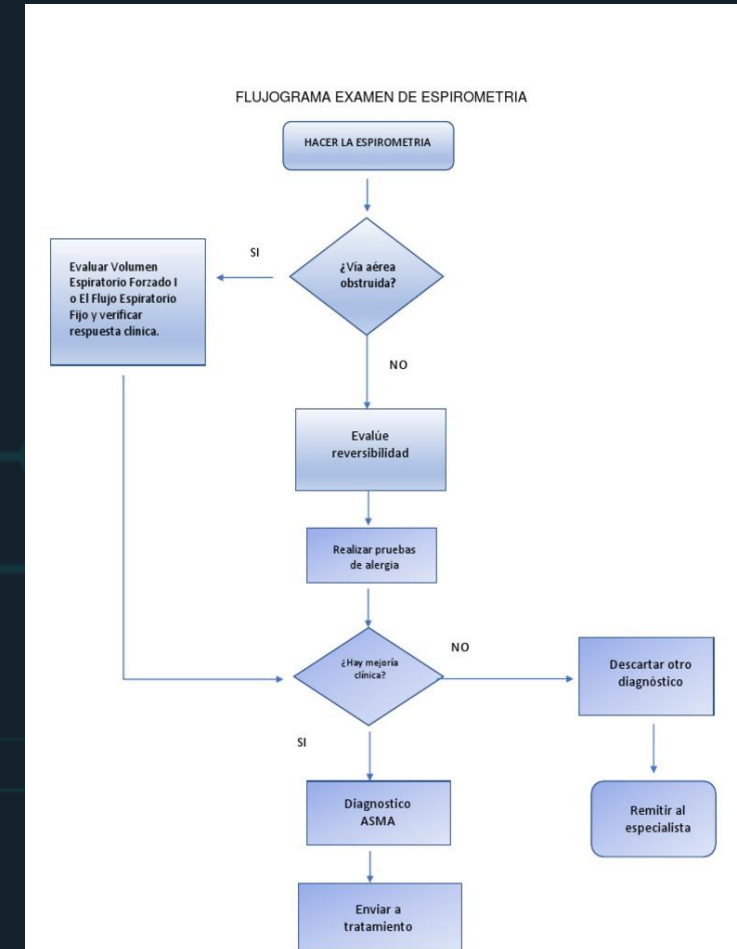 FLUJOGRAMA EXAMEN DE ESPIROMETRIA
HACER LA ESPIROMETRIA
¿Vía aérea
obstruida?
SI
Evaluar Volumen
Espiratorio Forzado I
o El Flujo Espiratorio
Fijo y verificar
respuesta clínica.
NO
Evalúe
reversibilidad
Realizar pruebas
de alergia
¿Hay mejoría
clínica?
NO
Descartar otro
diagnóstico
Remitir al
especialista
SI
Diagnostico
ASMA
Enviar a
tratamiento